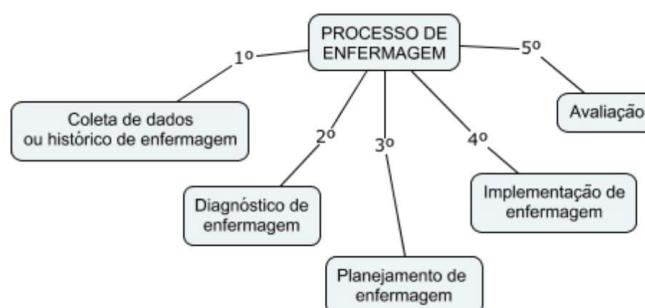 PROCESSO DE
ENFERMAGEM
1º
Coleta de dados
ou histórico de enfermagem
2º
Diagnóstico de
enfermagem
3º
Planejamento de
enfermagem
4º
Implementação de
enfermagem
5º
Avaliação